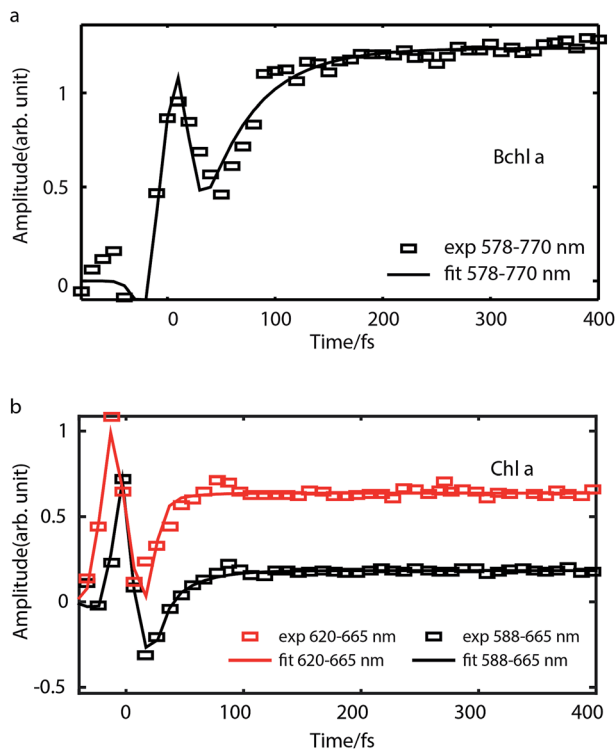 a
Amplitude(arb. unit)
1
0.5
0
Bchl a
exp 578-770 nm
fit 578-770 nm
0 100 200 300 400
Time/fs
b
Amplitude(arb. unit)
1
0.5
0
-0.5
Chl a
exp 620-665 nm exp 588-665 nm
fit 620-665 nm fit 588-665 nm
0 100 200 300 400
Time/fs